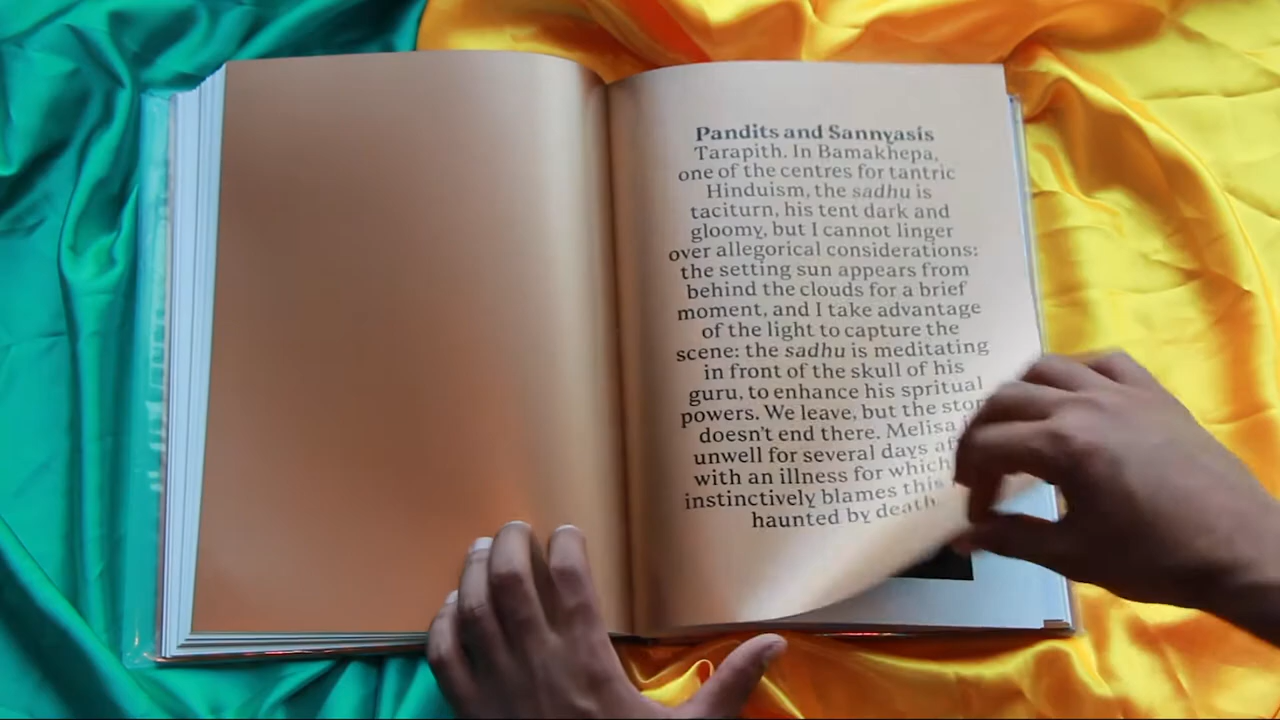 Pandits and Sannyasis
Tarapith. In Bamakhepa,
one of the centres for tantric
Hinduism, the sadhu is
taciturn, his tent dark and
gloomy, but I cannot linger
over allegorical considerations:
the setting sun appears from
behind the clouds for a brief
moment, and I take advantage
of the light to capture the
scene: the sadhu is meditating
in front of the skull of his
guru, to enhance his spritual
powers. We leave, but the
doesn't end there. Melisa
unwell for several days
with an illness for which
instinctively blames this
haunted by death